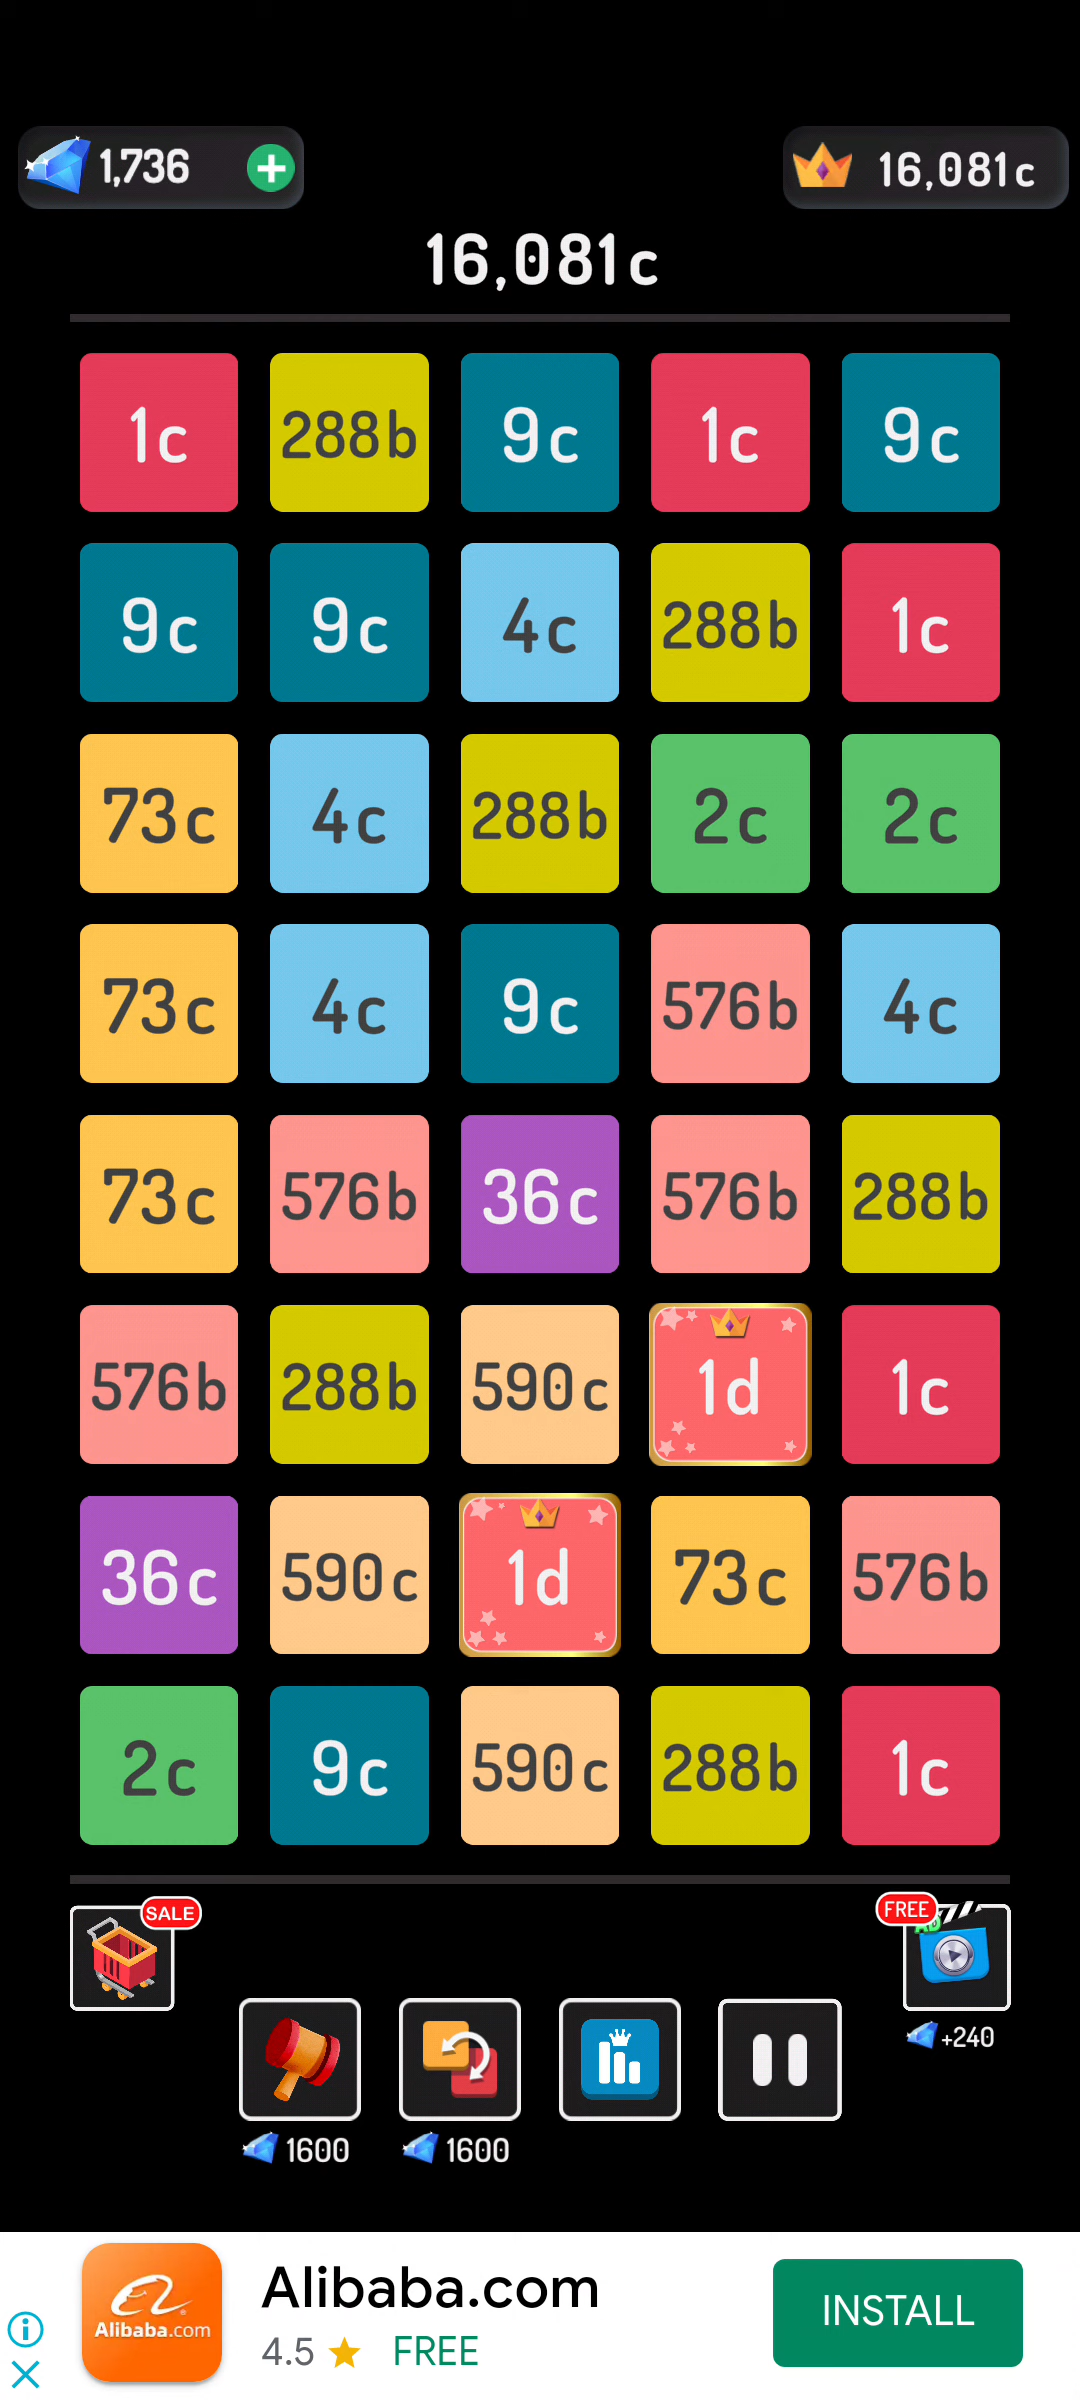 1,736
16,081c
16,081c
1c 288b 9c 1c 9c
9c 9c 4c 288b 1c
73c 4c 288b 2c 2c
73c 4c 9c 576b 4c
73c 576b 36c 576b 288b
576b 288b 590c 1d 1c
36c 590c 1d 73c 576b
2c 9c 590c 288b 1c
SALE
FREE
AD
+240
1600 1600
Alibaba.com
Alibaba.com
4.5 FREE
INSTALL